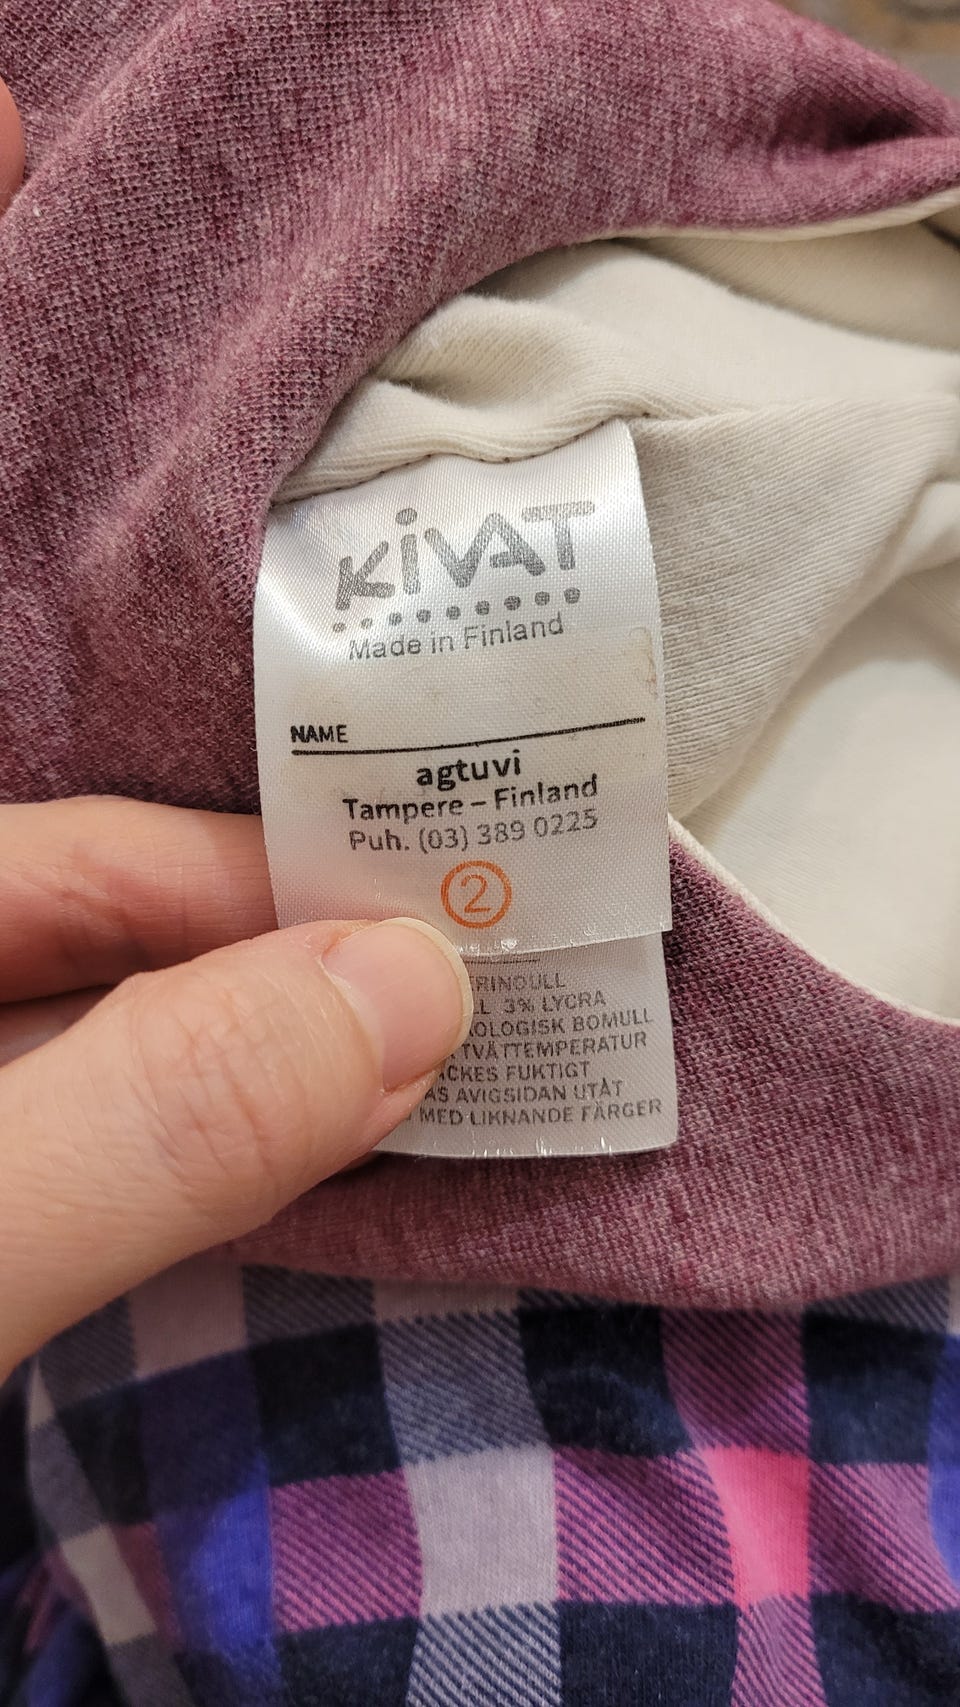 KiVAT
Made in Finland
NAME
agtuvi
Tampere – Finland
Puh. (03) 389 0225
2
3% LYCRA
BOMULL
FUKTIGT
AVIGSIDAN UTÅT
MED LIKNANDE FÄRGER